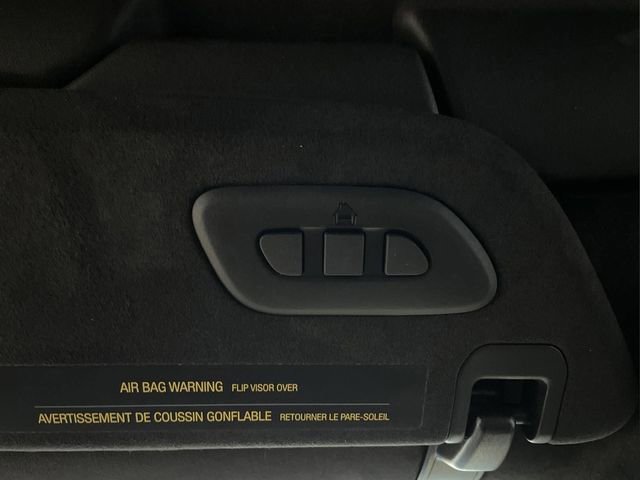 AIR BAG WARNING FLIP VISOR OVER
AVERTISSEMENT DE COUSSIN GONFLABLE RETOURNER LE PARE-SOLEIL